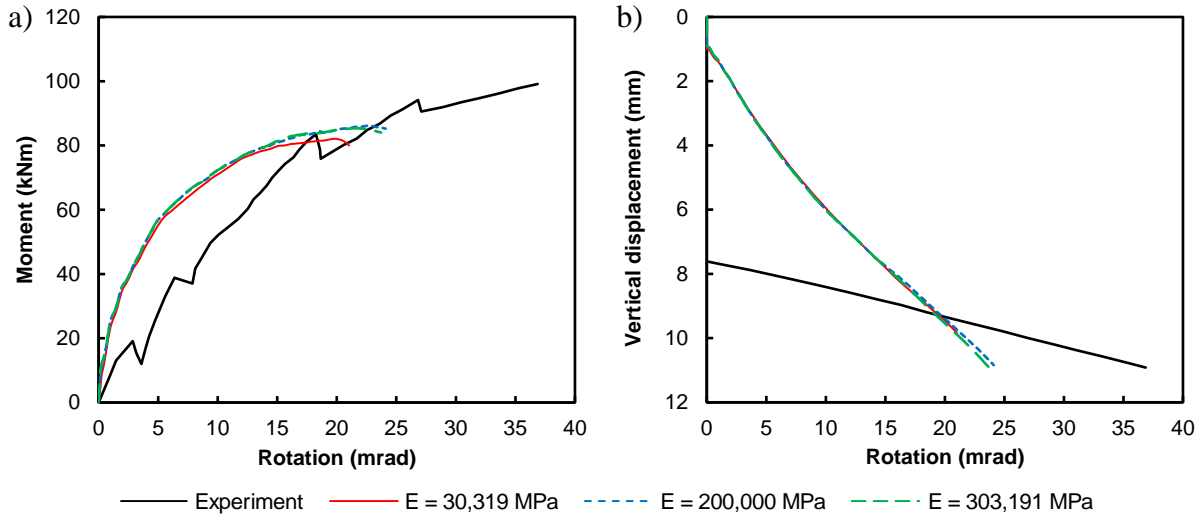 a)
120
100
80
60
40
20
0
Moment (kNm)
0 5 10 15 20 25 30 35 40
Rotation (mrad)
b)
0
2
4
6
8
10
12
Vertical displacement (mm)
0 5 10 15 20 25 30 35 40
Rotation (mrad)
Experiment E = 30,319 MPa E = 200,000 MPa E = 303,191 MPa